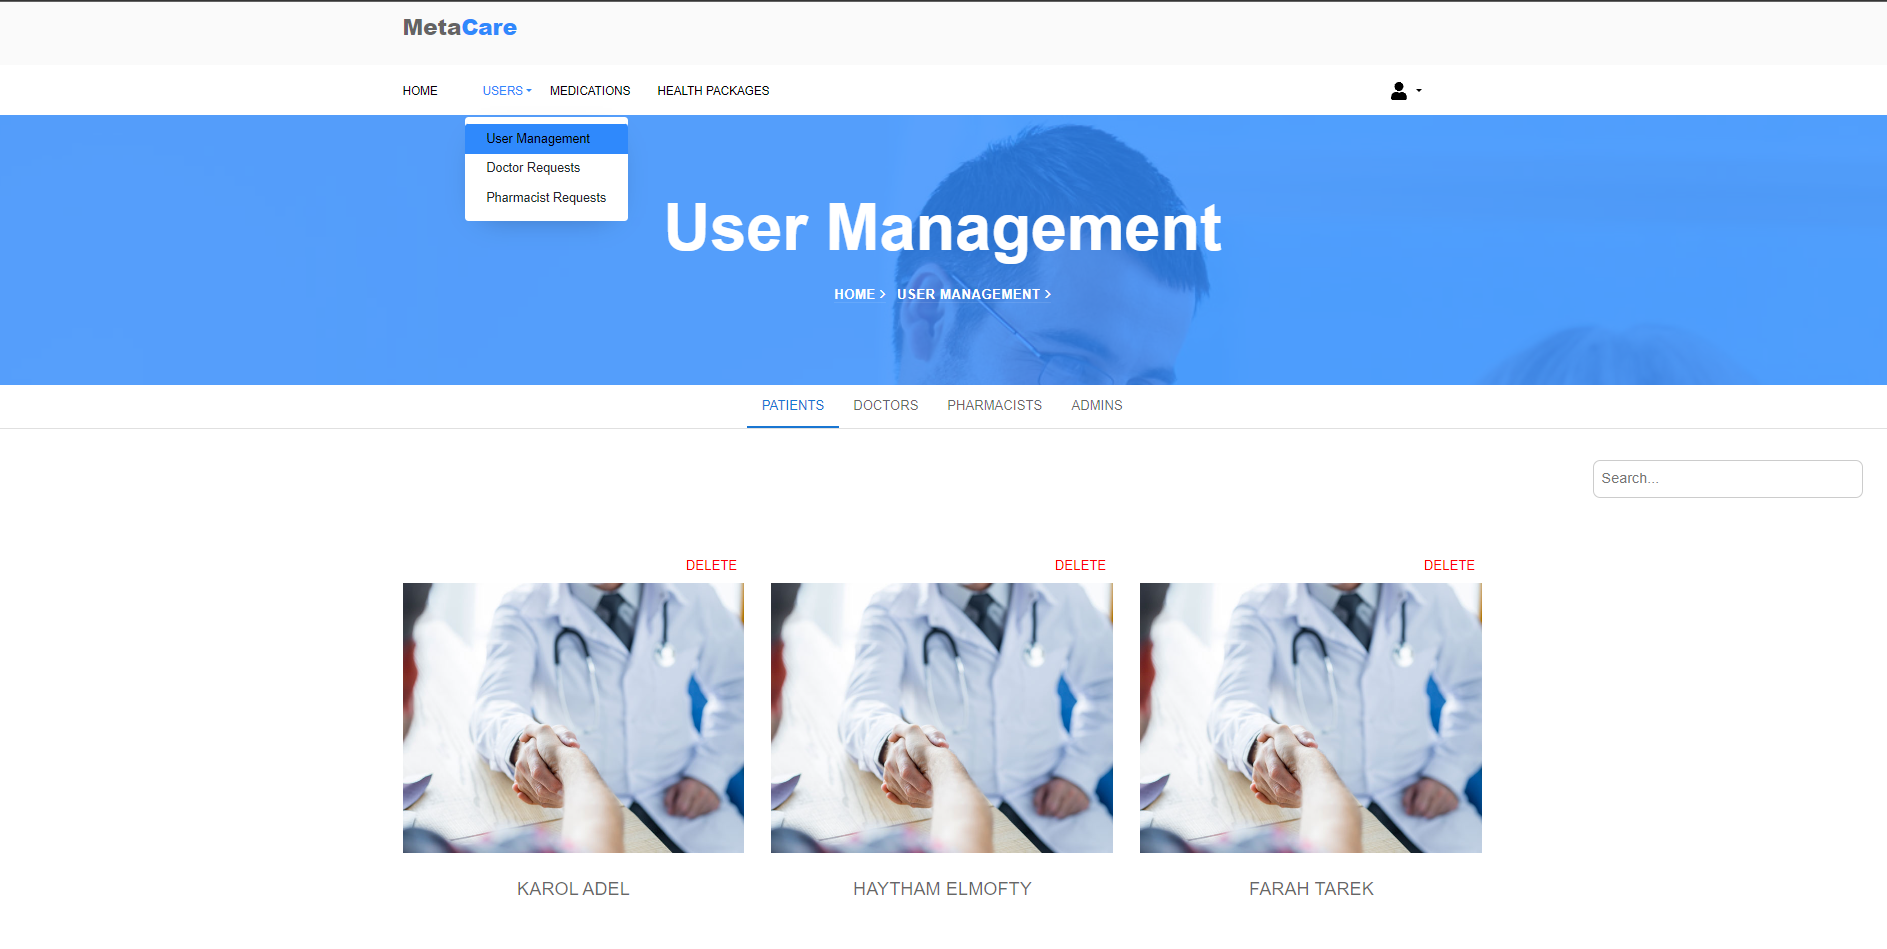 MetaCare
HOME USERS MEDICATIONS HEALTH PACKAGES
User Management
Doctor Requests
Pharmacist Requests
User Management
HOME > USER MANAGEMENT >
PATIENTS DOCTORS PHARMACISTS ADMINS
Search...
DELETE DELETE DELETE
KAROL ADEL HAYTHAM ELMOFTY FARAH TAREK